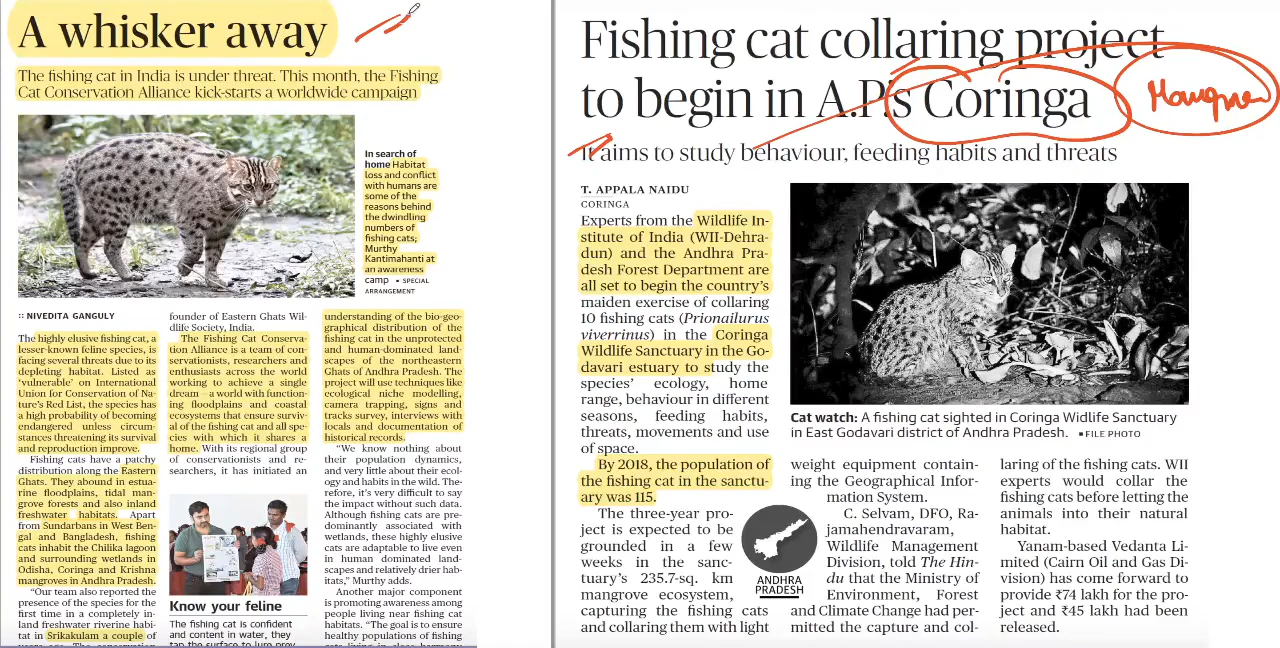 A whisker away
The fishing cat in India is under threat. This month, the Fishing
Cat Conservation Alliance kick-starts a worldwide campaign
In search of
home Habitat
loss and conflict
with humans are
some of the
reasons behind
the dwindling
numbers of
fishing cats;
Murthy
Kantimahanti at
an awareness
camp ▪ SPECIAL
ARRANGEMENT
:: NIVEDITA GANGULY
The highly elusive fishing cat, a
lesser-known feline species, is
facing several threats due to its
depleting habitat. Listed as
‘vulnerable’ on International
Union for Conservation of Na-
ture’s Red List, the species has
a high probability of becoming
endangered unless circum-
stances threatening its survival
and reproduction improve.
Fishing cats have a patchy
distribution along the Eastern
Ghats. They abound in estua-
rine floodplains, tidal man-
grove forests and also inland
freshwater habitats. Apart
from Sundarbans in West Ben-
gal and Bangladesh, fishing
cats inhabit the Chilika lagoon
and surrounding wetlands in
Odisha, Coringa and Krishna
mangroves in Andhra Pradesh.
“Our team also reported the
presence of the species for the
first time in a completely in-
land freshwater riverine habi-
tat in Srikakulam a couple of
years ago. The conservation
founder of Eastern Ghats Wil-
dlife Society, India.
The Fishing Cat Conserva-
tion Alliance is a team of con-
servationists, researchers and
enthusiasts across the world
working to achieve a single
dream – a world with function-
ing floodplains and coastal
ecosystems that ensure surviv-
al of the fishing cat and all spe-
cies with which it shares a
home. With its regional group
of conservationists and re-
searchers, it has initiated an
Know your feline
The fishing cat is confident
and content in water, they
tap the surface to lure prey
understanding of the bio-geo-
graphical distribution of the
fishing cat in the unprotected
and human-dominated land-
scapes of the northeastern
Ghats of Andhra Pradesh. The
project will use techniques like
ecological niche modelling,
camera trapping, signs and
tracks survey, interviews with
locals and documentation of
historical records.
“We know nothing about
their population dynamics,
and very little about their ecol-
ogy and habits in the wild. The-
refore, it’s very difficult to say
the impact without such data.
Although fishing cats are pre-
dominantly associated with
wetlands, these highly elusive
cats are adaptable to live even
in human dominated land-
scapes and relatively drier hab-
itats,” Murthy adds.
Another major component
is promoting awareness among
people living near fishing cat
habitats. “The goal is to ensure
healthy populations of fishing
cats living in close harmony
Fishing cat collaring project
to begin in A.P.’s Coringa
Mangrove
It aims to study behaviour, feeding habits and threats
T. APPALA NAIDU
CORINGA
Experts from the Wildlife In-
stitute of India (WII-Dehra-
dun) and the Andhra Pra-
desh Forest Department are
all set to begin the country’s
maiden exercise of collaring
10 fishing cats (Prionailurus
viverrinus) in the Coringa
Wildlife Sanctuary in the Go-
davari estuary to study the
species’ ecology, home
range, behaviour in different
seasons, feeding habits,
threats, movements and use
of space.
By 2018, the population of
the fishing cat in the sanctu-
ary was 115.
The three-year pro-
ject is expected to be
grounded in a few
weeks in the sanc-
tuary’s 235.7-sq. km
mangrove ecosystem,
capturing the fishing cats
and collaring them with light
Cat watch: A fishing cat sighted in Coringa Widlife Sanctuary
in East Godavari district of Andhra Pradesh. ▪ FILE PHOTO
ANDHRA
PRADESH
weight equipment contain-
ing the Geographical Infor-
mation System.
C. Selvam, DFO, Ra-
jamahendravaram,
Wildlife Management
Division, told The Hin-
du that the Ministry of
Environment, Forest
and Climate Change had per-
mitted the capture and col-
laring of the fishing cats. WII
experts would collar the
fishing cats before letting the
animals into their natural
habitat.
Yanam-based Vedanta Li-
mited (Cairn Oil and Gas Di-
vision) has come forward to
provide ₹74 lakh for the pro-
ject and ₹45 lakh had been
released.